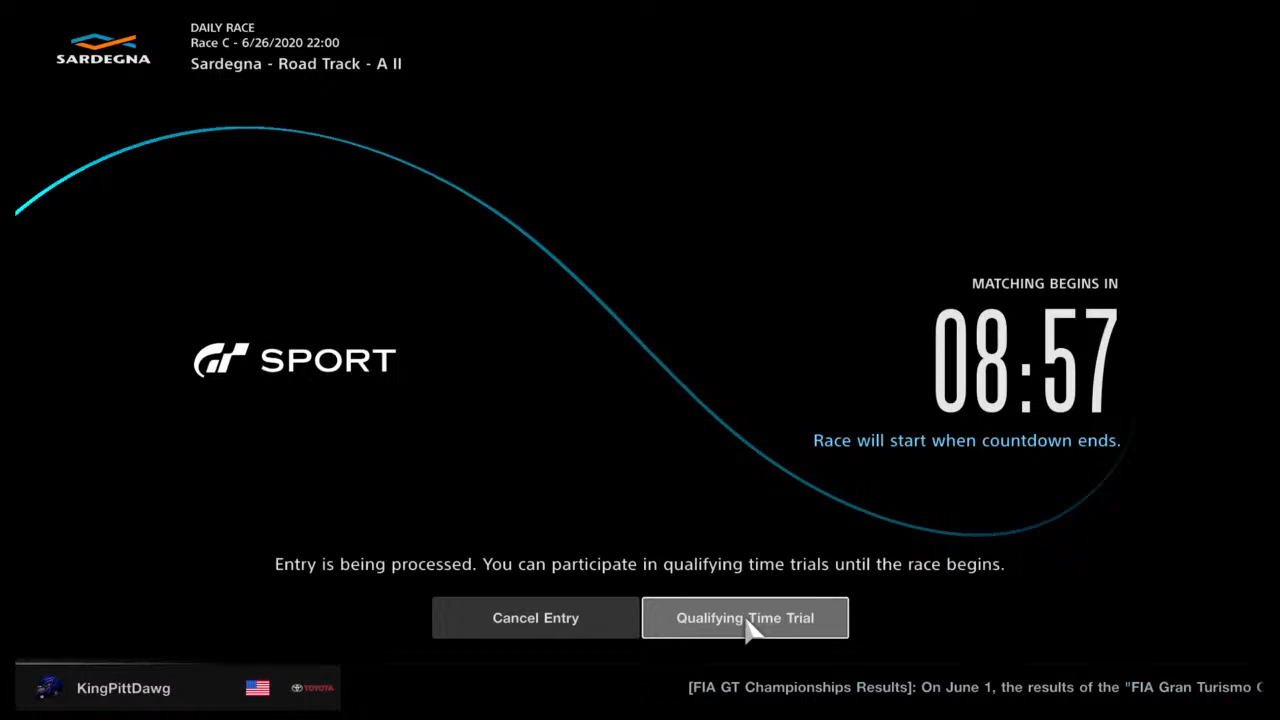 DAILY RACE
Race C - 6/26/2020 22:00
SARDEGNA
Sardegna - Road Track - A II
MATCHING BEGINS IN
08:57
GT SPORT
Race will start when countdown ends.
Entry is being processed. You can participate in qualifying time trials until the race begins.
Cancel Entry
Qualifying Time Trial
KingPittDawg
TOYOTA
[FIA GT Championships Results]: On June 1, the results of the "FIA Gran Turismo